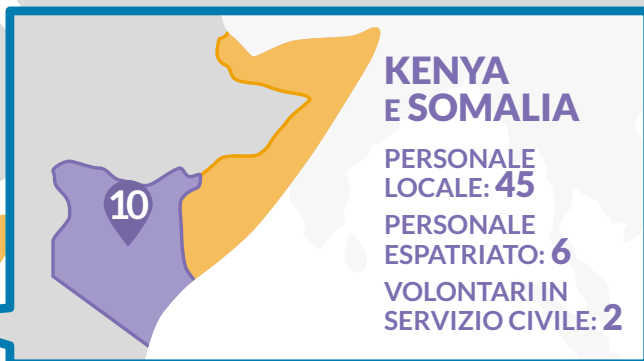 10
KENYA
E SOMALIA
PERSONALE
LOCALE: 45
PERSONALE
ESPATRIATO: 6
VOLONTARI IN
SERVIZIO CIVILE: 2